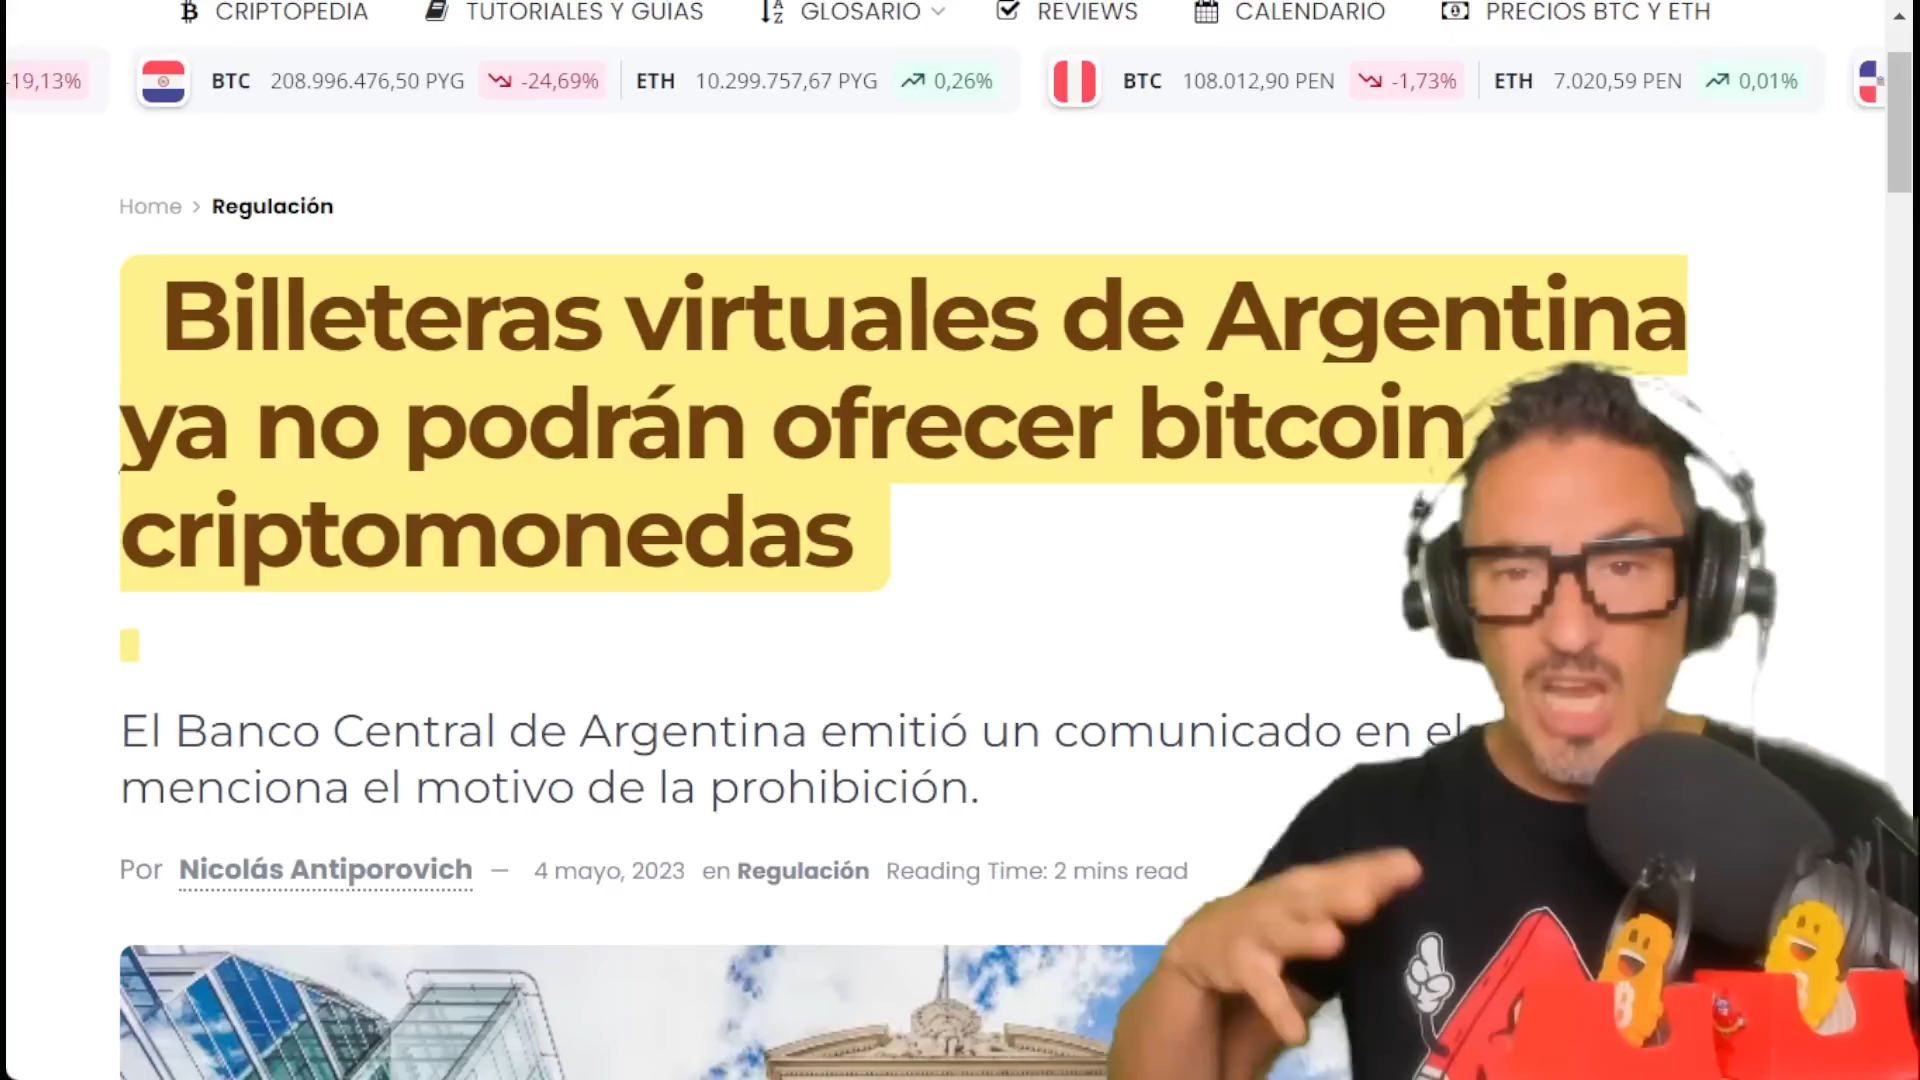 CRIPTOPEDIA TUTORIALES Y GUIAS GLOSARIO REVIEWS CALENDARIO PRECIOS BTC Y ETH
-19,13% BTC 208.996.476,50 PYG -24,69% ETH 10.299.757,67 PYG 0,26% BTC 108.012,90 PEN -1,73% ETH 7.020,59 PEN 0,01%
Home > Regulación
Billeteras virtuales de Argentina
ya no podrán ofrecer bitcoin
criptomonedas
El Banco Central de Argentina emitió un comunicado en el
menciona el motivo de la prohibición.
Por Nicolás Antiporovich — 4 mayo, 2023 en Regulación Reading Time: 2 mins read